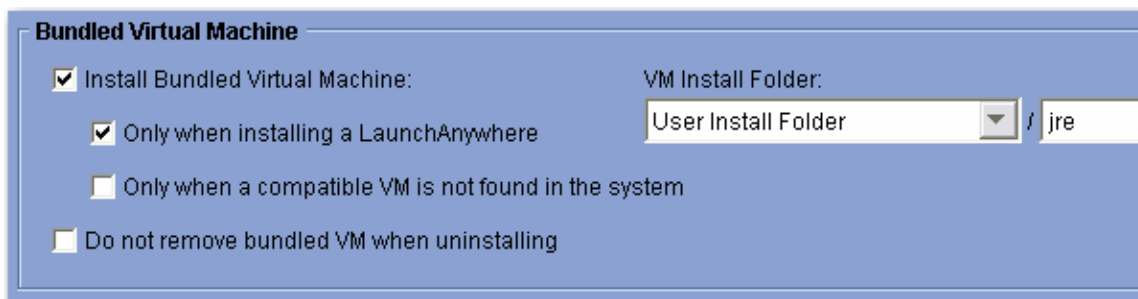 Bundled Virtual Machine
Install Bundled Virtual Machine:
VM Install Folder:
Only when installing a LaunchAnywhere
User Install Folder / jre
Only when a compatible VM is not found in the system
Do not remove bundled VM when uninstalling